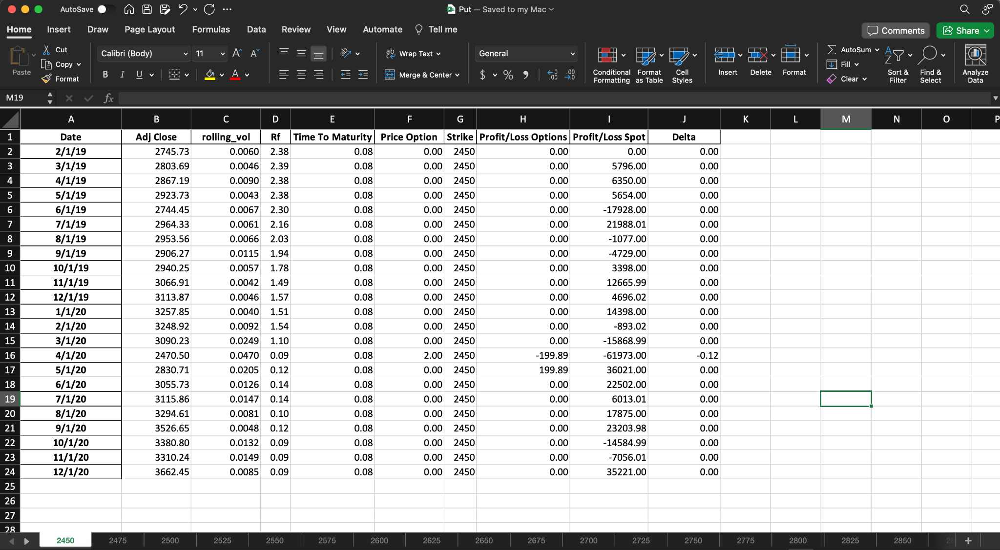 AutoSave
Put — Saved to my Mac
Home Insert Draw Page Layout Formulas Data Review View Automate Tell me Comments Share
Paste Cut Copy Format
Calibri (Body) 11
B I U
ab Wrap Text
Merge & Center
General
$ %
Conditional Formatting Format as Table Cell Styles
Insert Delete Format
AutoSum Fill Clear
Sort & Filter Find & Select Analyze Data
M19 fx
A B C D E F G H I J K L M N O P
1 Date Adj Close rolling_vol Rf Time To Maturity Price Option Strike Profit/Loss Options Profit/Loss Spot Delta
2 2/1/19 2745.73 0.0060 2.38 0.08 0.00 2450 0.00 0.00 0.00
3 3/1/19 2803.69 0.0046 2.39 0.08 0.00 2450 0.00 5796.00 0.00
4 4/1/19 2867.19 0.0090 2.38 0.08 0.00 2450 0.00 6350.00 0.00
5 5/1/19 2923.73 0.0043 2.38 0.08 0.00 2450 0.00 5654.00 0.00
6 6/1/19 2744.45 0.0067 2.30 0.08 0.00 2450 0.00 -17928.00 0.00
7 7/1/19 2964.33 0.0061 2.16 0.08 0.00 2450 0.00 21988.01 0.00
8 8/1/19 2953.56 0.0066 2.03 0.08 0.00 2450 0.00 -1077.00 0.00
9 9/1/19 2906.27 0.0115 1.94 0.08 0.00 2450 0.00 -4729.00 0.00
10 10/1/19 2940.25 0.0057 1.78 0.08 0.00 2450 0.00 3398.00 0.00
11 11/1/19 3066.91 0.0042 1.49 0.08 0.00 2450 0.00 12665.99 0.00
12 12/1/19 3113.87 0.0046 1.57 0.08 0.00 2450 0.00 4696.02 0.00
13 1/1/20 3257.85 0.0040 1.51 0.08 0.00 2450 0.00 14398.00 0.00
14 2/1/20 3248.92 0.0092 1.54 0.08 0.00 2450 0.00 -893.02 0.00
15 3/1/20 3090.23 0.0249 1.10 0.08 0.00 2450 0.00 -15868.99 0.00
16 4/1/20 2470.50 0.0470 0.09 0.08 2.00 2450 -199.89 -61973.00 -0.12
17 5/1/20 2830.71 0.0205 0.12 0.08 0.00 2450 199.89 36021.00 0.00
18 6/1/20 3055.73 0.0126 0.14 0.08 0.00 2450 0.00 22502.00 0.00
19 7/1/20 3115.86 0.0147 0.14 0.08 0.00 2450 0.00 6013.01 0.00
20 8/1/20 3294.61 0.0081 0.10 0.08 0.00 2450 0.00 17875.00 0.00
21 9/1/20 3526.65 0.0048 0.12 0.08 0.00 2450 0.00 23203.98 0.00
22 10/1/20 3380.80 0.0132 0.09 0.08 0.00 2450 0.00 -14584.99 0.00
23 11/1/20 3310.24 0.0149 0.09 0.08 0.00 2450 0.00 -7056.01 0.00
24 12/1/20 3662.45 0.0085 0.09 0.08 0.00 2450 0.00 35221.00 0.00
25
26
27
28
2450 2475 2500 2525 2550 2575 2600 2625 2650 2675 2700 2725 2750 2775 2800 2825 2850